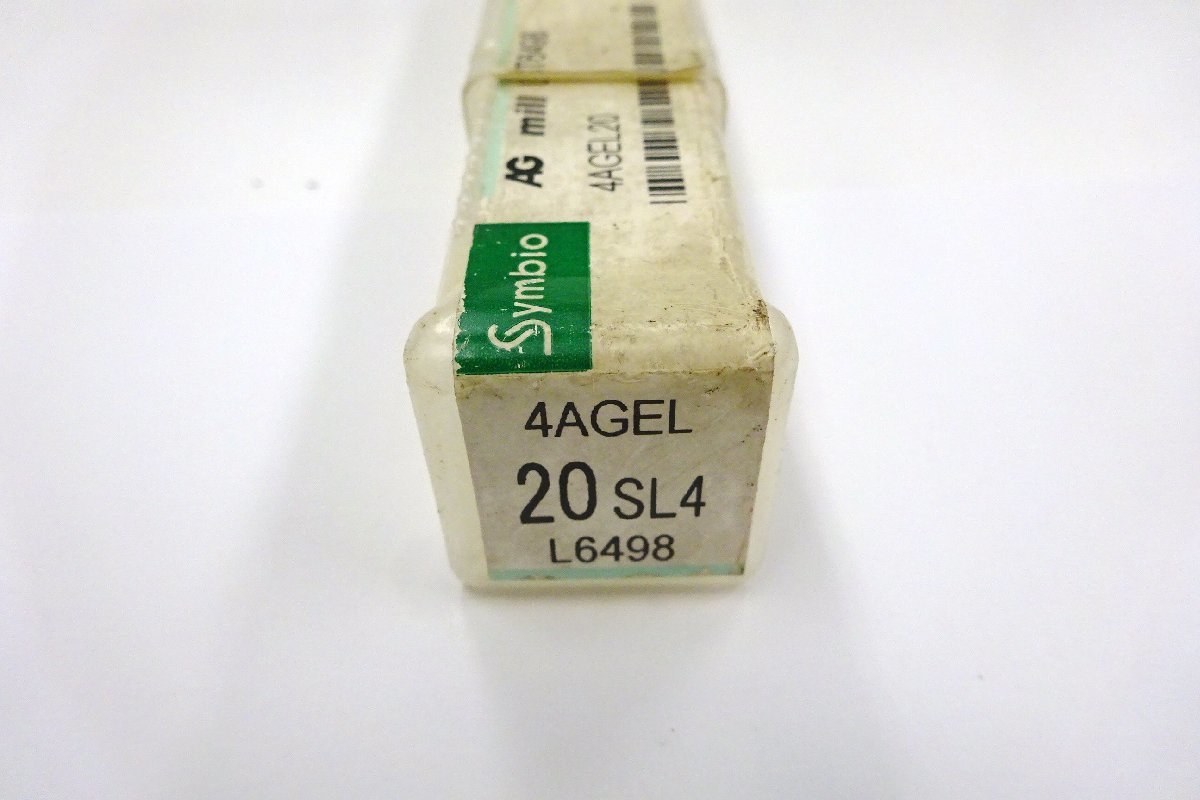 AG mill
4AGEL20
Symbio
4AGEL
20 SL4
L6498